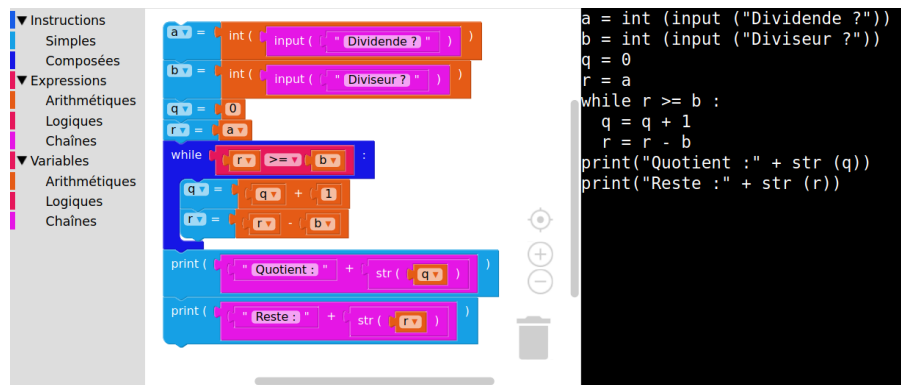 ▼ Instructions
Simples
Composées
▼ Expressions
Arithmétiques
Logiques
Chaînes
▼ Variables
Arithmétiques
Logiques
Chaînes
a ▾ = int ( input ( " Dividende ? " ) )
b ▾ = int ( input ( " Diviseur ? " ) )
q ▾ = 0
r ▾ = a ▾
while r ▾ >= ▾ b ▾ :
q ▾ = q ▾ + 1
r ▾ = r ▾ - b ▾
print ( " Quotient : " + str ( q ▾ ) )
print ( " Reste : " + str ( r ▾ ) )
a = int (input ("Dividende ?"))
b = int (input ("Diviseur ?"))
q = 0
r = a
while r >= b :
  q = q + 1
  r = r - b
print("Quotient :" + str (q))
print("Reste :" + str (r))